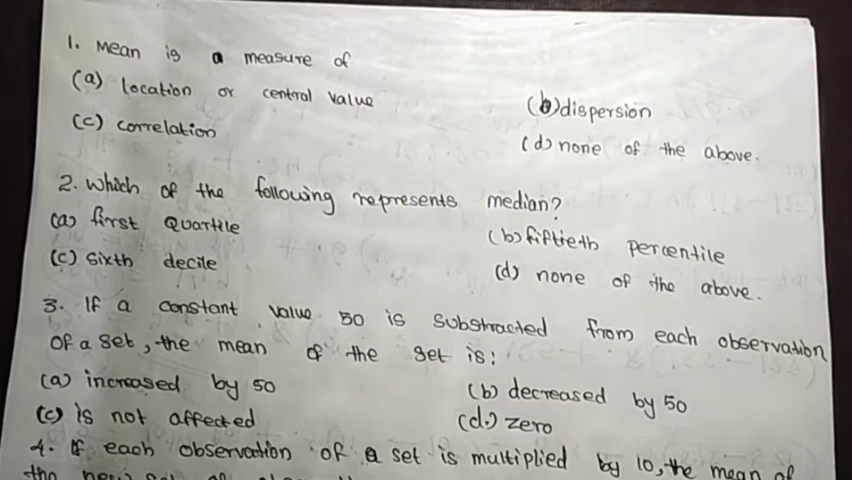 1. Mean is a measure of
(a) location or central value (b) dispersion
(c) correlation (d) none of the above.
2. Which of the following represents median?
(a) first Quartile (b) fiftieth percentile
(c) Sixth decile (d) none of the above.
3. If a constant value 50 is substracted from each observation
of a set, the mean of the set is:
(a) increased by 50 (b) decreased by 50
(c) is not affected (d.) zero
4. If each observation of a set is multiplied by 10, the mean of